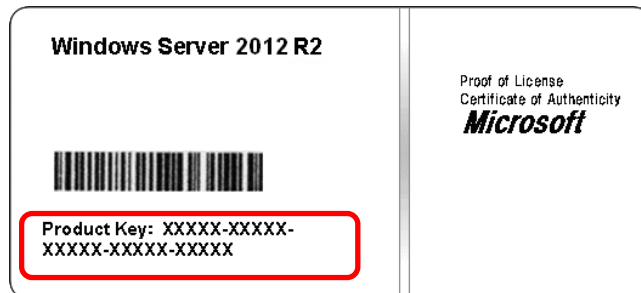 Windows Server 2012 R2
Proof of License
Certificate of Authenticity
Microsoft
Product Key: XXXXX-XXXXX-
XXXXX-XXXXX-XXXXX